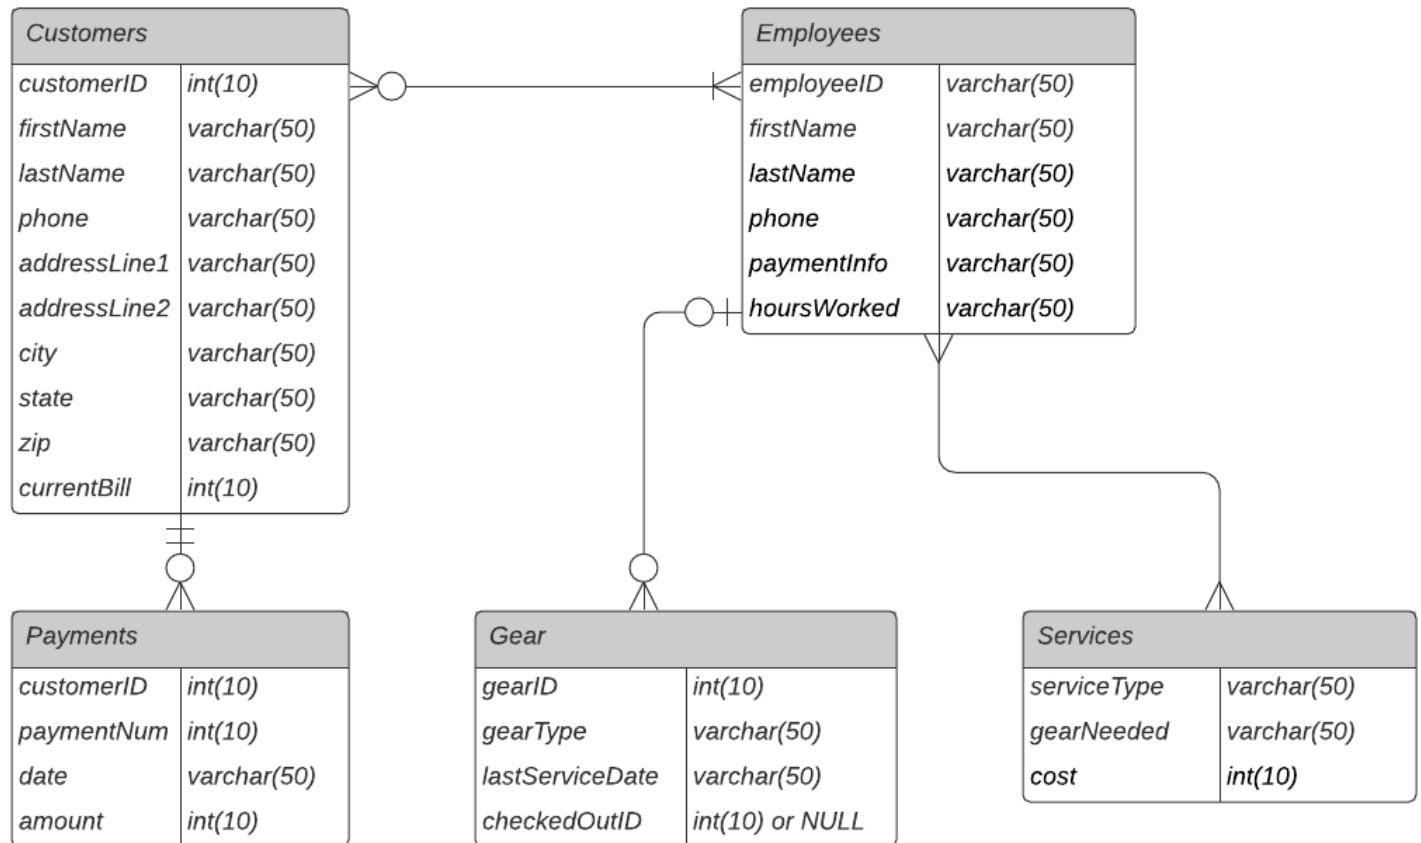 Customers
customerID int(10)
firstName varchar(50)
lastName varchar(50)
phone varchar(50)
addressLine1 varchar(50)
addressLine2 varchar(50)
city varchar(50)
state varchar(50)
zip varchar(50)
currentBill int(10)
Employees
employeeID varchar(50)
firstName varchar(50)
lastName varchar(50)
phone varchar(50)
paymentInfo varchar(50)
hoursWorked varchar(50)
Payments
customerID int(10)
paymentNum int(10)
date varchar(50)
amount int(10)
Gear
gearID int(10)
gearType varchar(50)
lastServiceDate varchar(50)
checkedOutID int(10) or NULL
Services
serviceType varchar(50)
gearNeeded varchar(50)
cost int(10)